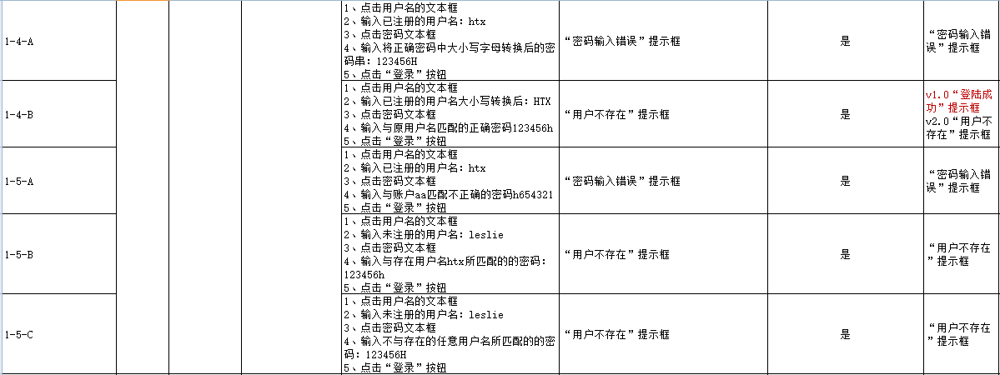 1-4-A
1、点击用户名的文本框
2、输入已注册的用户名：htx
3、点击密码文本框
4、输入将正确密码中大小写字母转换后的密
码串：123456H
5、点击“登录”按钮
“密码输入错误”提示框
是
“密码输入错
误”提示框
1-4-B
1、点击用户名的文本框
2、输入已注册的用户名大小写转换后：HTX
3、点击密码文本框
4、输入与原用户名匹配的正确密码123456h
5、点击“登录”按钮
“用户不存在”提示框
是
v1.0“登陆成
功”提示框
v2.0“用户不
存在”提示框
1-5-A
1、点击用户名的文本框
2、输入已注册的用户名：htx
3、点击密码文本框
4、输入与账户aa匹配不正确的密码h654321
5、点击“登录”按钮
“密码输入错误”提示框
是
“密码输入错
误”提示框
1-5-B
1、点击用户名的文本框
2、输入未注册的用户名：leslie
3、点击密码文本框
4、输入与存在用户名htx所匹配的的密码：
123456h
5、点击“登录”按钮
“用户不存在”提示框
是
“用户不存在
”提示框
1-5-C
1、点击用户名的文本框
2、输入未注册的用户名：leslie
3、点击密码文本框
4、输入不与存在的任意用户名所匹配的的密
码：123456H
5、点击“登录”按钮
“用户不存在”提示框
是
“用户不存在
”提示框